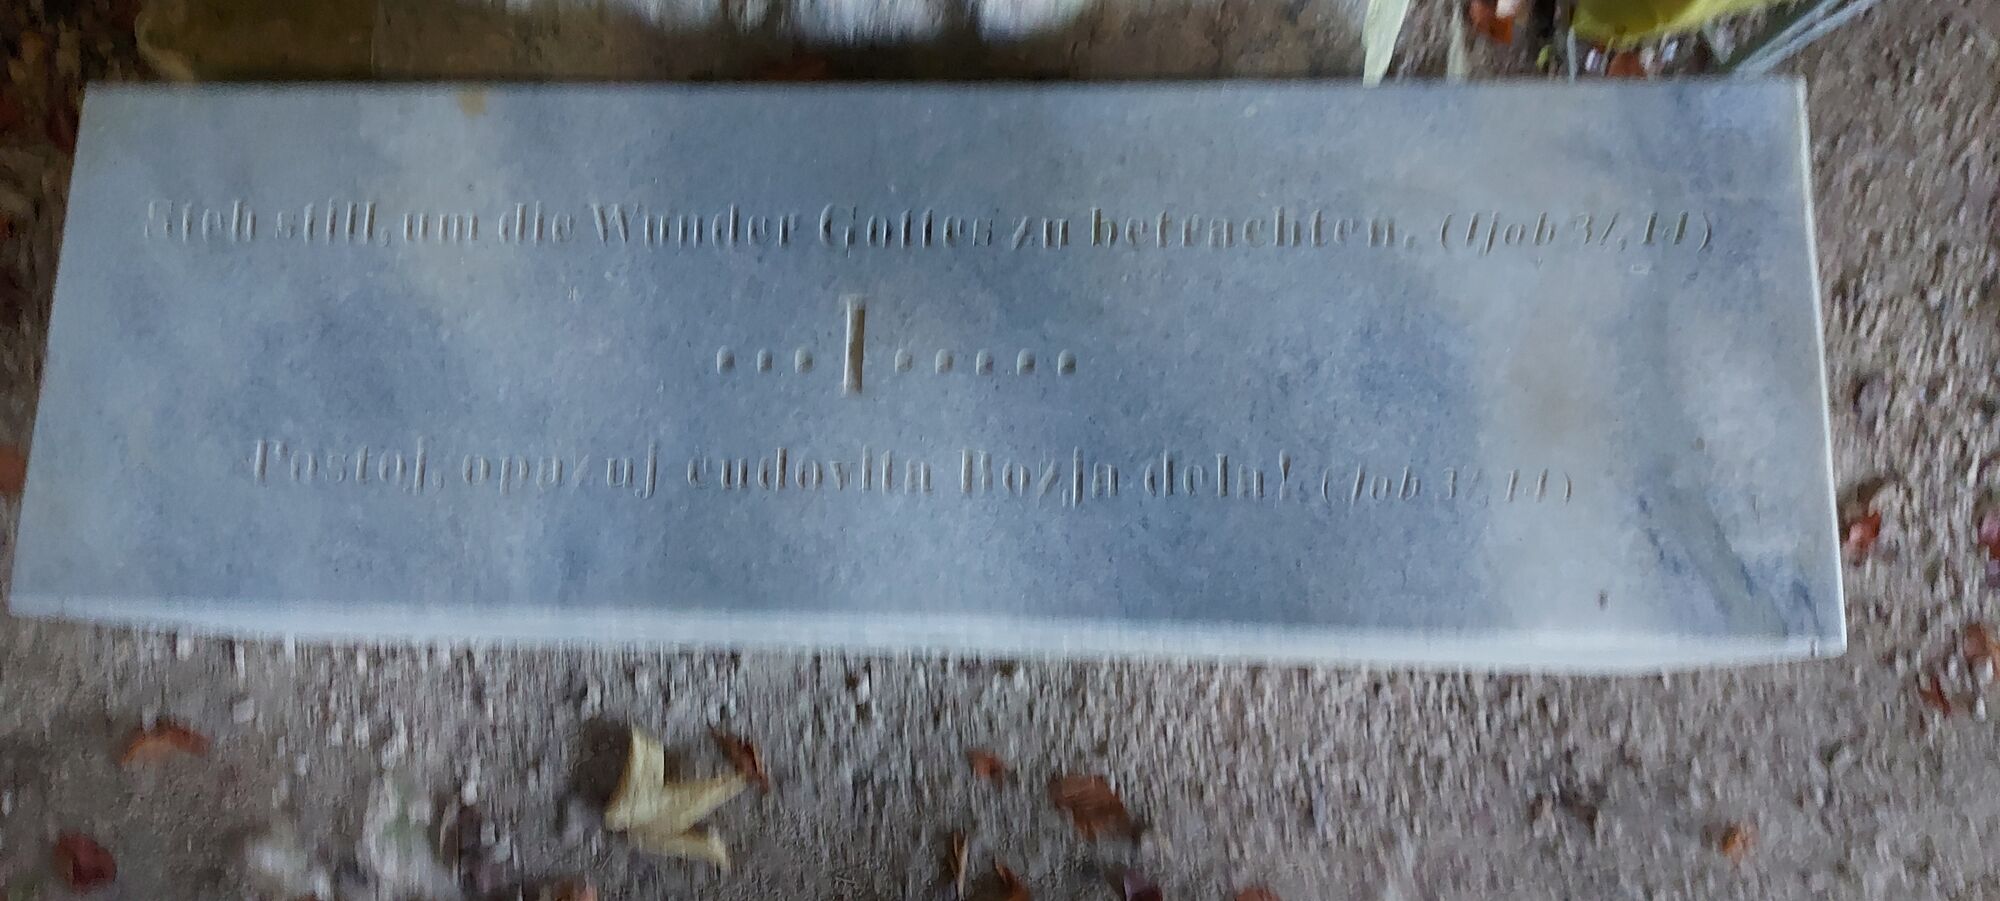 Steh still, um die Wunder Gottes zu betrachten. (Ijob 37,14)
Postoj, opazuj čudovita Božja dela! (Job 37,14)